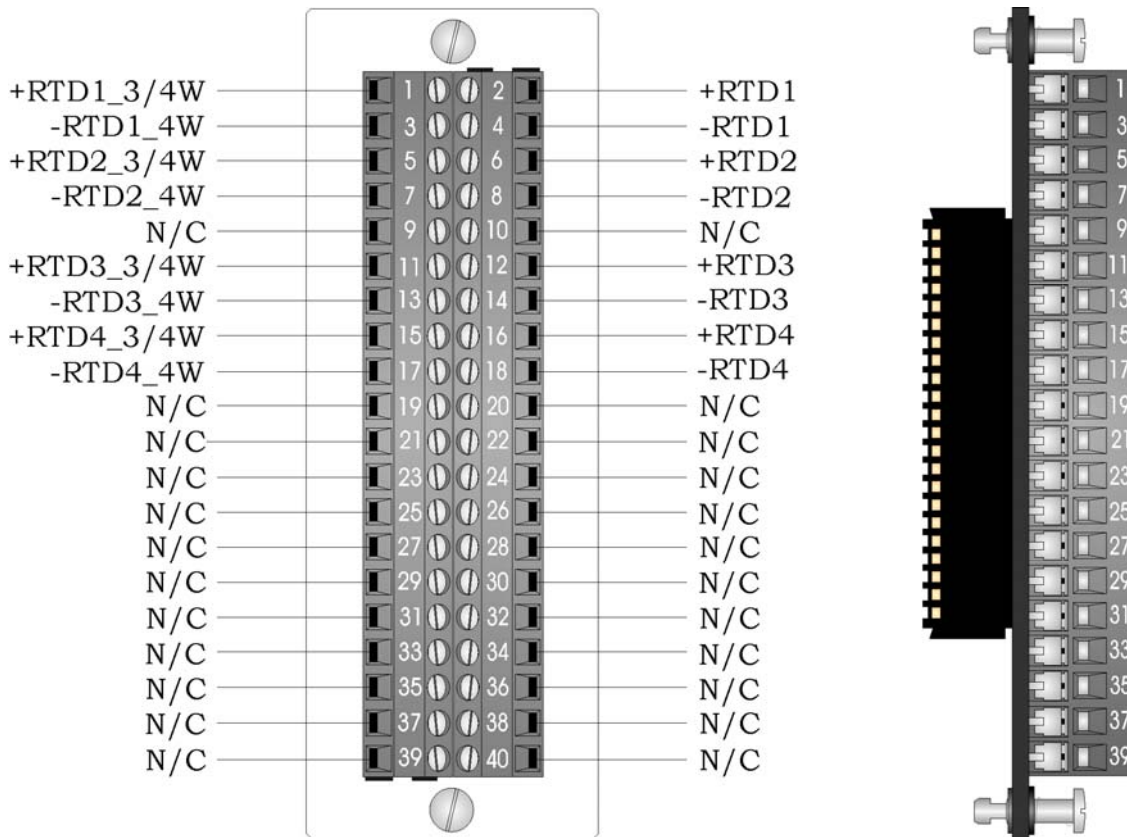 +RTD1_3/4W 1 2 +RTD1 1
-RTD1_4W 3 4 -RTD1 3
+RTD2_3/4W 5 6 +RTD2 5
-RTD2_4W 7 8 -RTD2 7
N/C 9 10 N/C 9
+RTD3_3/4W 11 12 +RTD3 11
-RTD3_4W 13 14 -RTD3 13
+RTD4_3/4W 15 16 +RTD4 15
-RTD4_4W 17 18 -RTD4 17
N/C 19 20 N/C 19
N/C 21 22 N/C 21
N/C 23 24 N/C 23
N/C 25 26 N/C 25
N/C 27 28 N/C 27
N/C 29 30 N/C 29
N/C 31 32 N/C 31
N/C 33 34 N/C 33
N/C 35 36 N/C 35
N/C 37 38 N/C 37
N/C 39 40 N/C 39